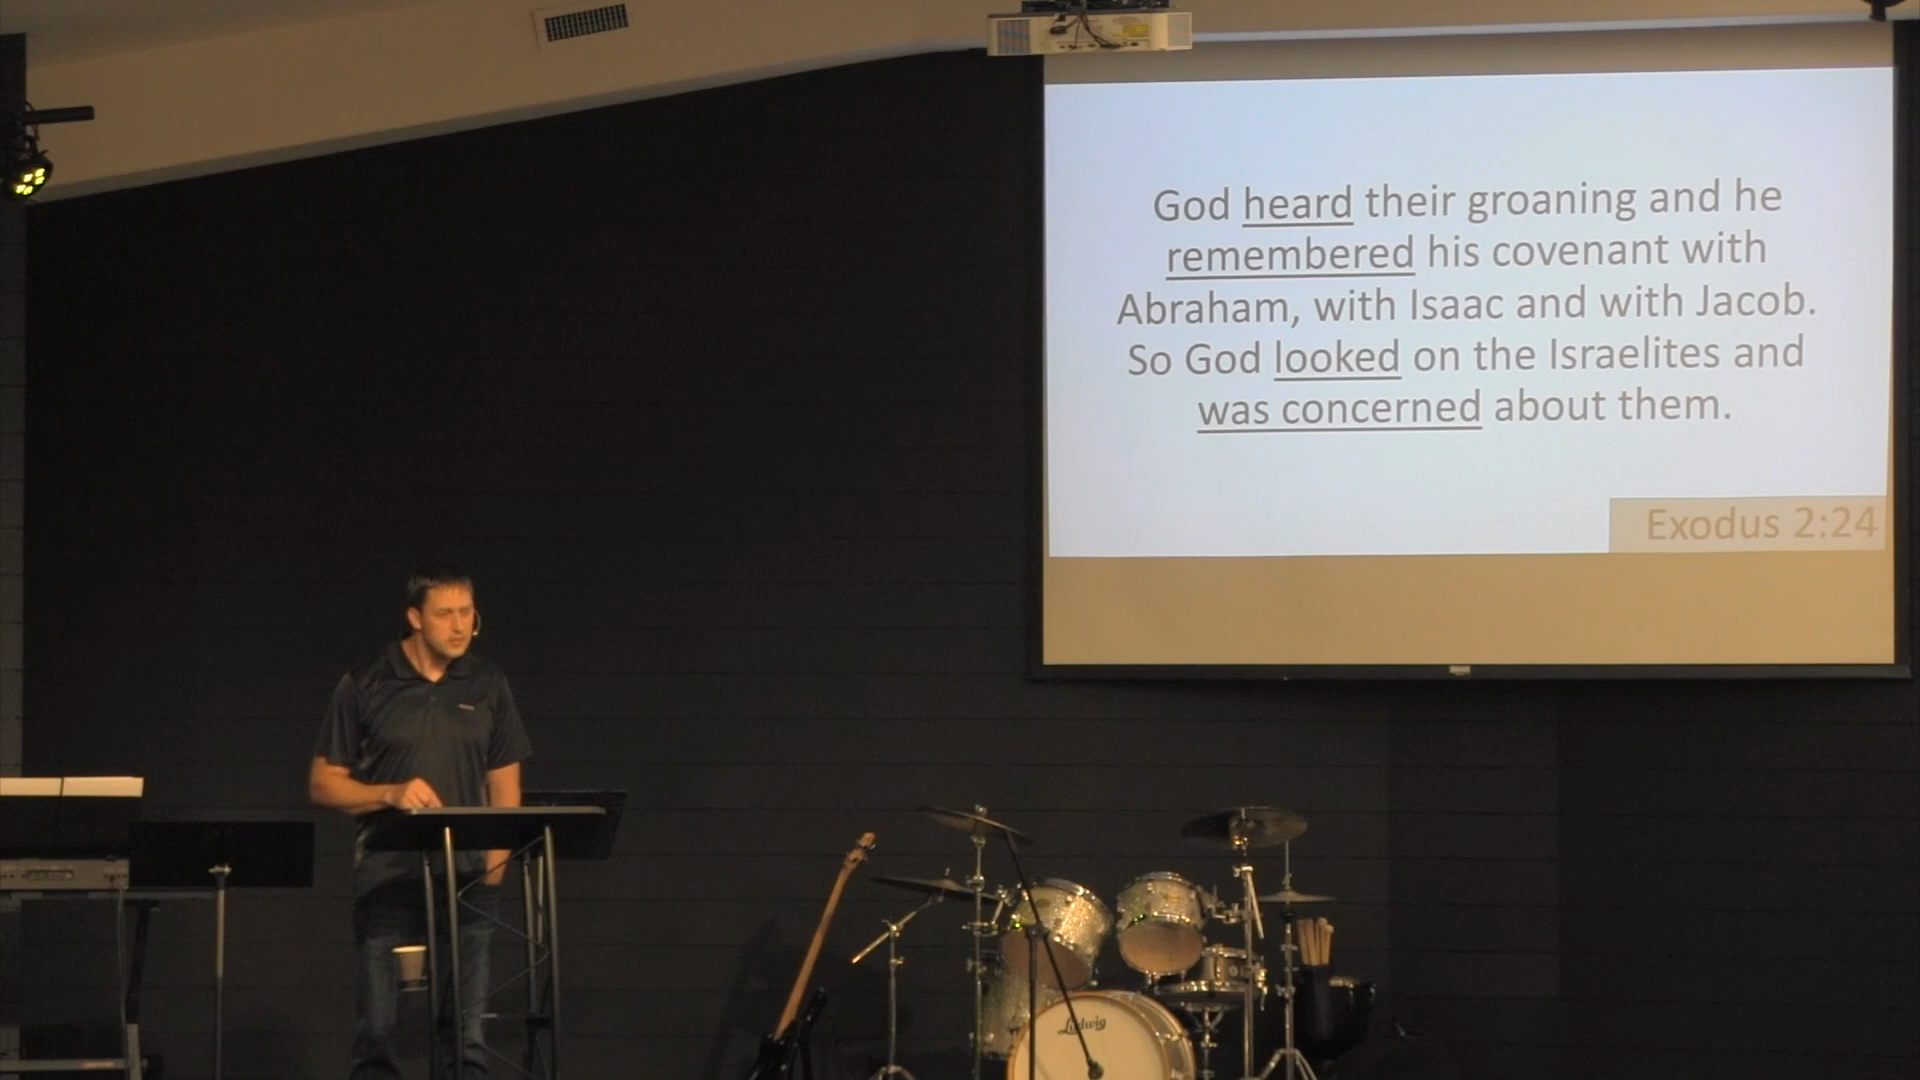 God heard their groaning and he
remembered his covenant with
Abraham, with Isaac and with Jacob.
So God looked on the Israelites and
was concerned about them.
Exodus 2:24
Ludwig